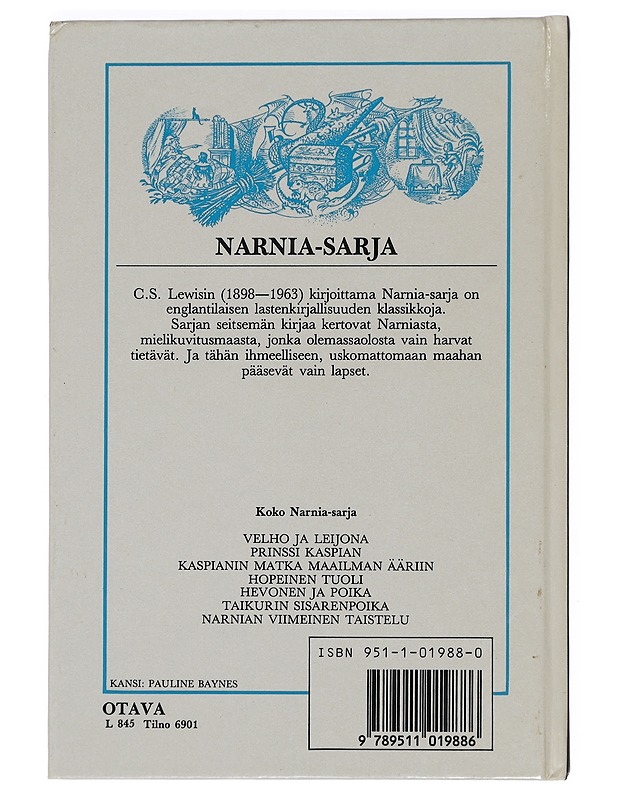 NARNIA-SARJA
C.S. Lewisin (1898—1963) kirjoittama Narnia-sarja on
englantilaisen lastenkirjallisuuden klassikkoja.
Sarjan seitsemän kirjaa kertovat Narniasta,
mielikuvitusmaasta, jonka olemassaolosta vain harvat
tietävät. Ja tähän ihmeelliseen, uskomattomaan maahan
pääsevät vain lapset.
Koko Narnia-sarja
VELHO JA LEIJONA
PRINSSI KASPIAN
KASPIANIN MATKA MAAILMAN ÄÄRIIN
HOPEINEN TUOLI
HEVONEN JA POIKA
TAIKURIN SISARENPOIKA
NARNIAN VIIMEINEN TAISTELU
ISBN 951-1-01988-0
KANSI: PAULINE BAYNES
OTAVA
L 845 Tilno 6901
9 789511 019886